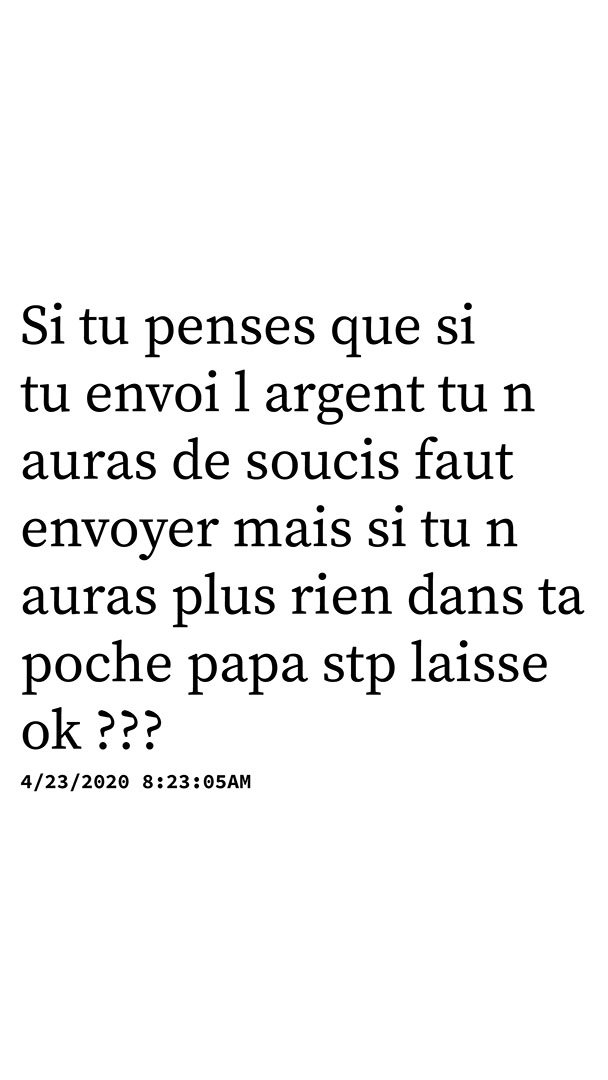 Si tu penses que si
tu envoi l argent tu n
auras de soucis faut
envoyer mais si tu n
auras plus rien dans ta
poche papa stp laisse
ok ???
4/23/2020 8:23:05AM